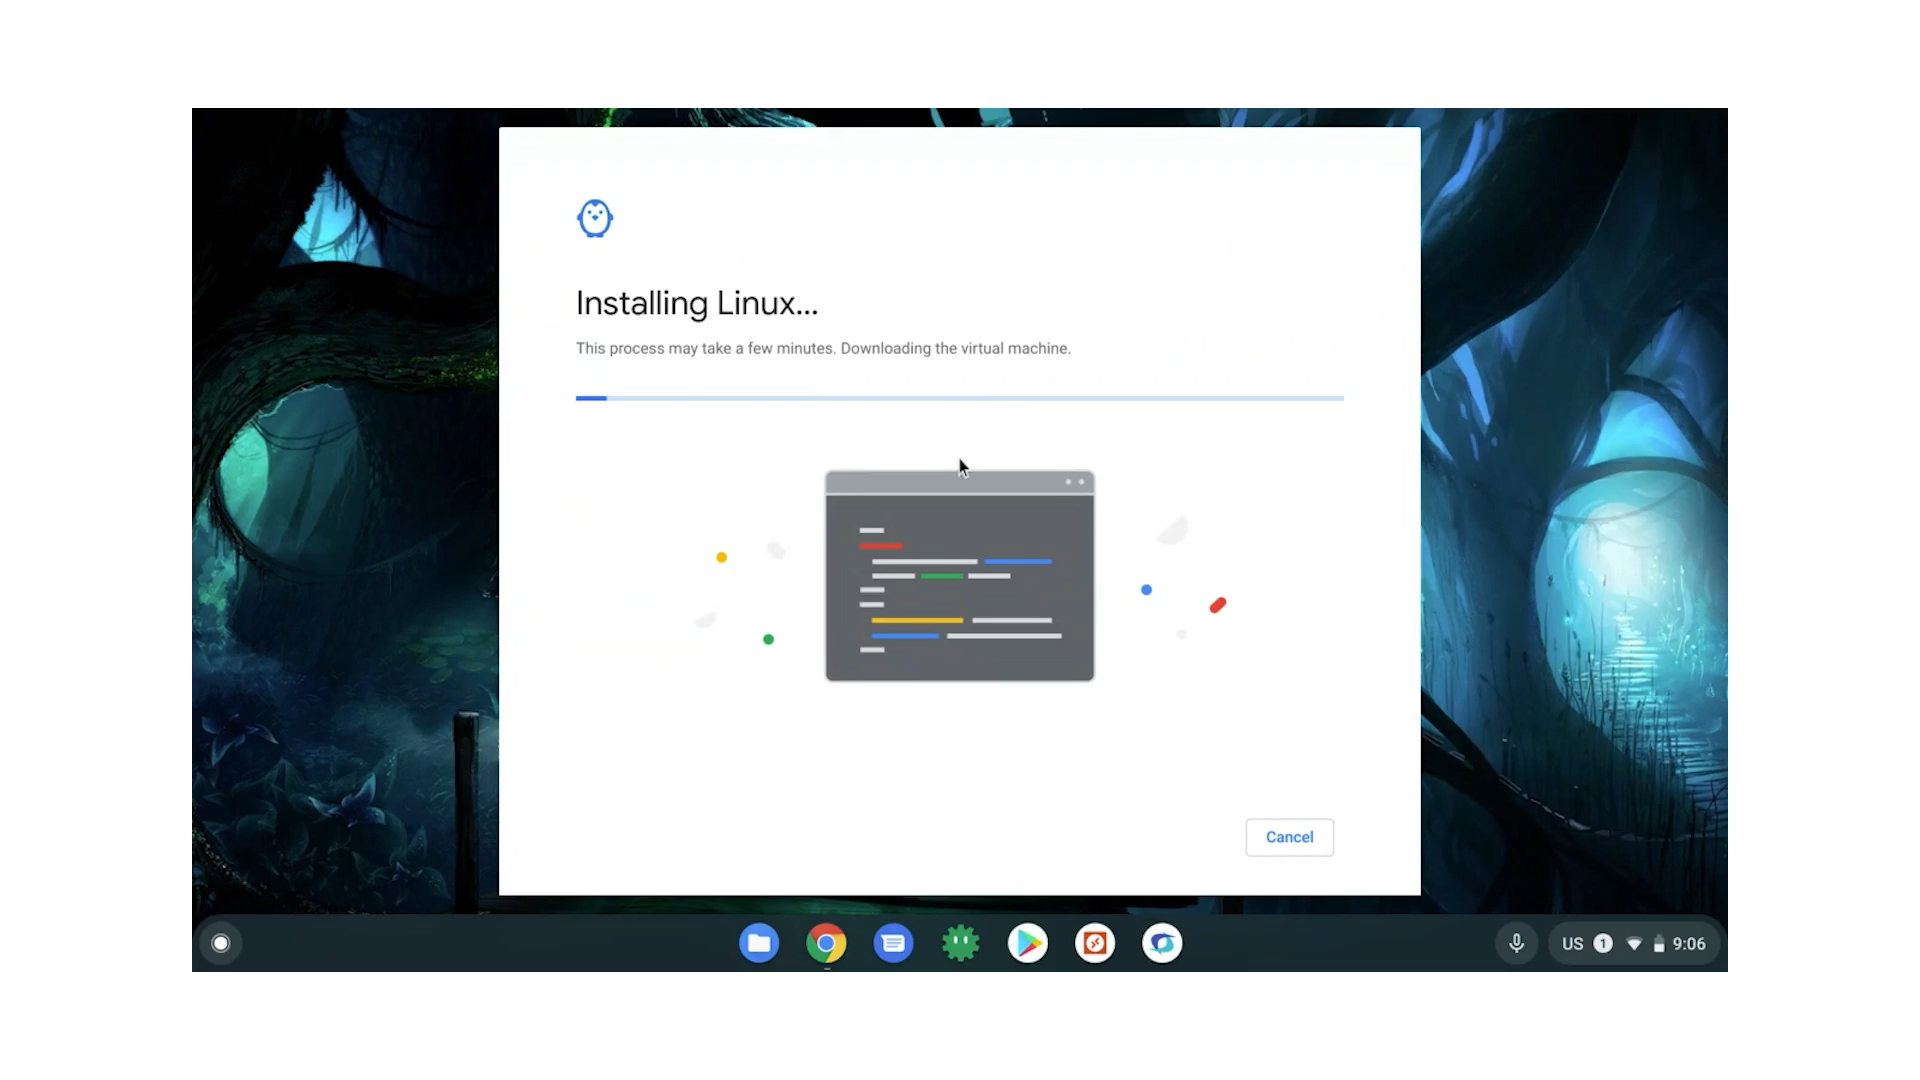 Installing Linux...
This process may take a few minutes. Downloading the virtual machine.
Cancel
US 1 9:06